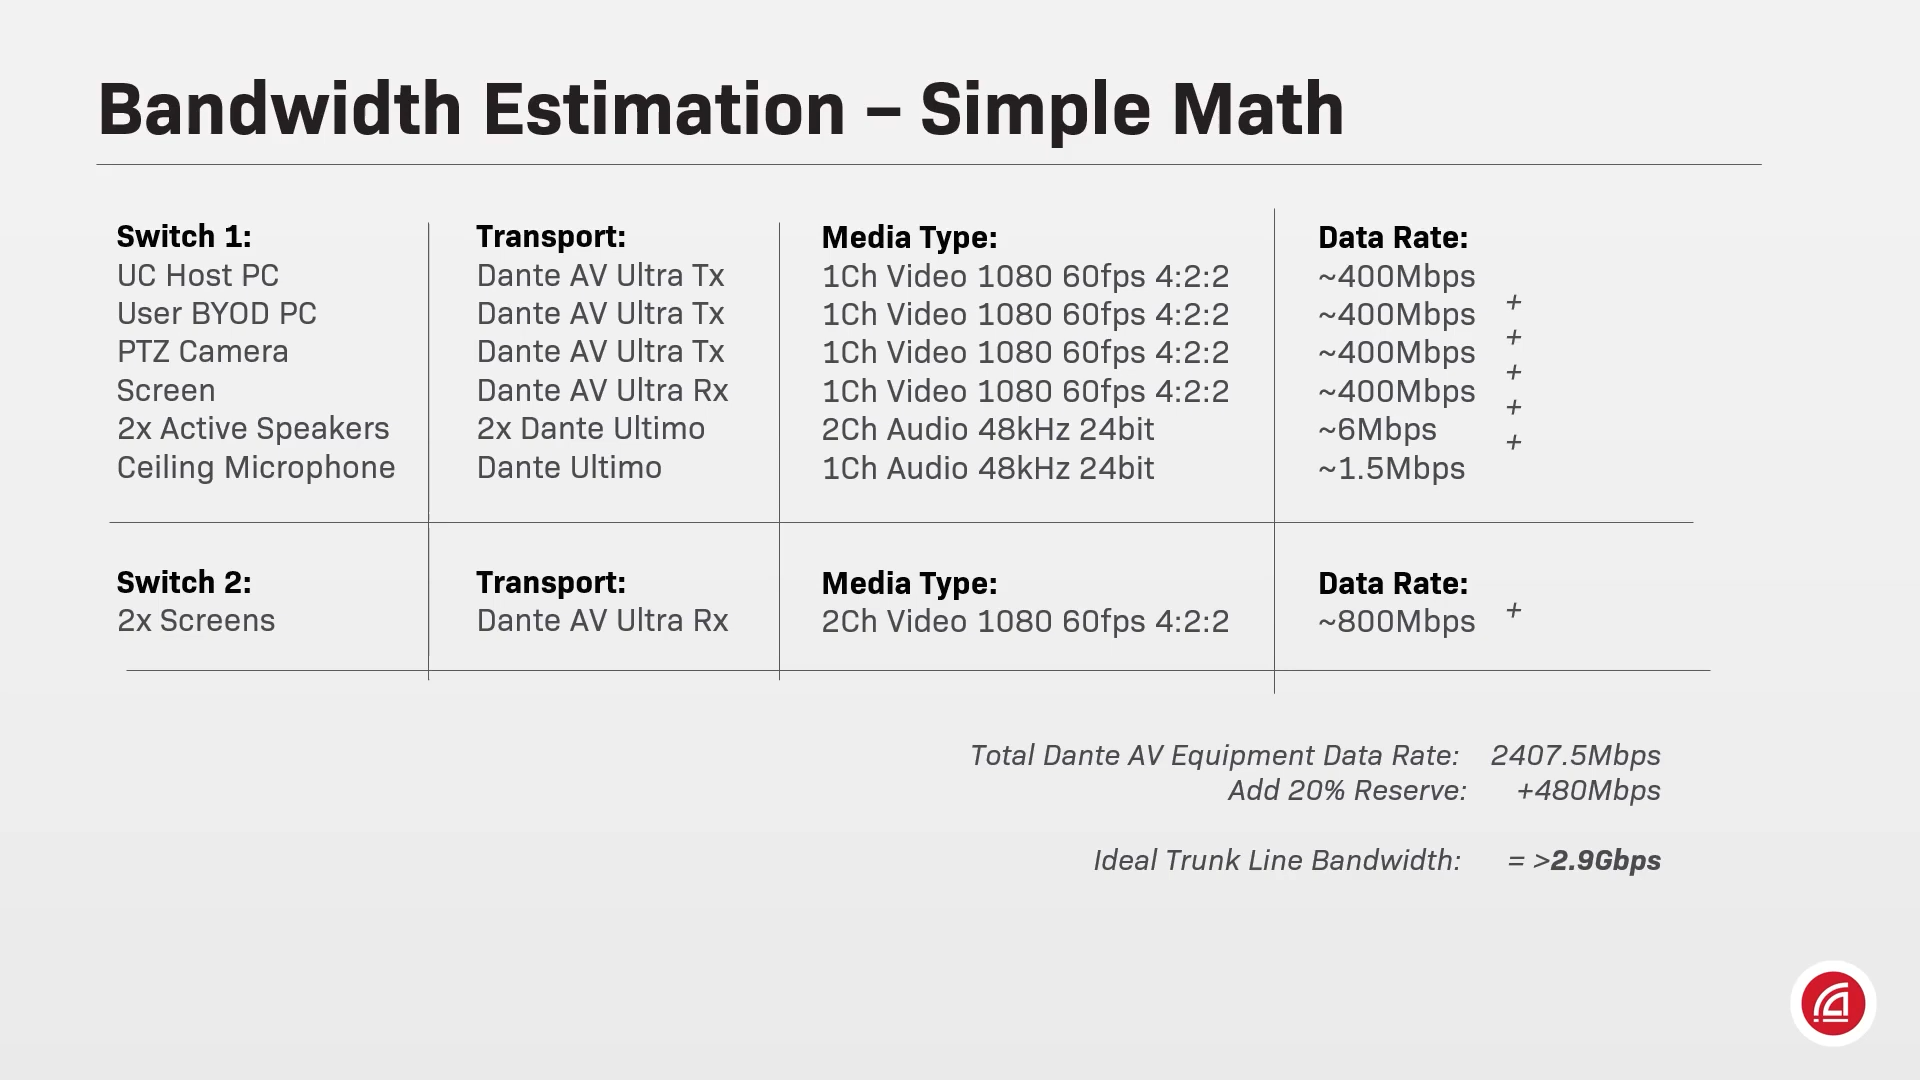 Bandwidth Estimation – Simple Math
Switch 1: Transport: Media Type: Data Rate:
UC Host PC Dante AV Ultra Tx 1Ch Video 1080 60fps 4:2:2 ~400Mbps
+
User BYOD PC Dante AV Ultra Tx 1Ch Video 1080 60fps 4:2:2 ~400Mbps
+
PTZ Camera Dante AV Ultra Tx 1Ch Video 1080 60fps 4:2:2 ~400Mbps
+
Screen Dante AV Ultra Rx 1Ch Video 1080 60fps 4:2:2 ~400Mbps
+
2x Active Speakers 2x Dante Ultimo 2Ch Audio 48kHz 24bit ~6Mbps
+
Ceiling Microphone Dante Ultimo 1Ch Audio 48kHz 24bit ~1.5Mbps
Switch 2: Transport: Media Type: Data Rate:
2x Screens Dante AV Ultra Rx 2Ch Video 1080 60fps 4:2:2 ~800Mbps +
Total Dante AV Equipment Data Rate: 2407.5Mbps
Add 20% Reserve: +480Mbps
Ideal Trunk Line Bandwidth: = >2.9Gbps